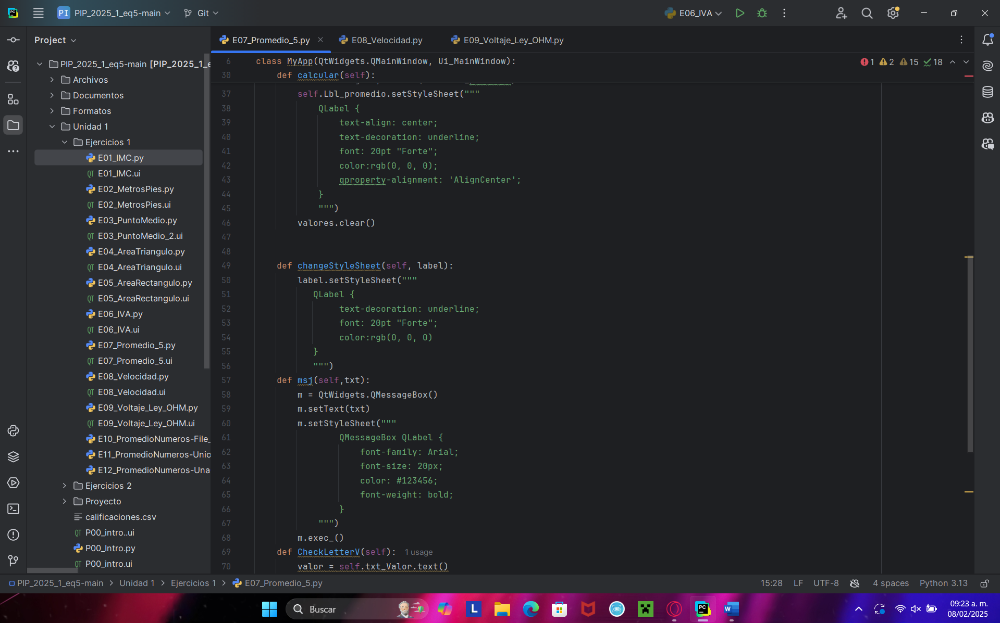 PI PIP_2025_1_eq5-main Git E06_IVA
Project
E07_Promedio_5.py E08_Velocidad.py E09_Voltaje_Ley_OHM.py
PIP_2025_1_eq5-main [PIP_2025_1_e
Archivos
Documentos
Formatos
Unidad 1
Ejercicios 1
E01_IMC.py
QT E01_IMC.ui
E02_MetrosPies.py
QT E02_MetrosPies.ui
E03_PuntoMedio.py
QT E03_PuntoMedio_2.ui
E04_AreaTriangulo.py
QT E04_AreaTriangulo.ui
E05_AreaRectangulo.py
QT E05_AreaRectangulo.ui
E06_IVA.py
QT E06_IVA.ui
E07_Promedio_5.py
QT E07_Promedio_5.ui
E08_Velocidad.py
QT E08_Velocidad.ui
E09_Voltaje_Ley_OHM.py
QT E09_Voltaje_Ley_OHM.ui
E10_PromedioNumeros-File_
E11_PromedioNumeros-Unio
E12_PromedioNumeros-Una
Ejercicios 2
Proyecto
calificaciones.csv
QT P00_intro..ui
P00_Intro.py
QT P00_intro.ui
6 class MyApp(QtWidgets.QMainWindow, Ui_MainWindow):
1 2 15 18
30 def calcular(self):
37 self.Lbl_promedio.setStyleSheet("""
38 QLabel {
39 text-align: center;
40 text-decoration: underline;
41 font: 20pt "Forte";
42 color:rgb(0, 0, 0);
43 qproperty-alignment: 'AlignCenter';
44 }
45 """)
46 valores.clear()
47
48
49 def changeStyleSheet(self, label):
50 label.setStyleSheet("""
51 QLabel {
52 text-decoration: underline;
53 font: 20pt "Forte";
54 color:rgb(0, 0, 0)
55 }
56 """)
57 def msj(self,txt):
58 m = QtWidgets.QMessageBox()
59 m.setText(txt)
60 m.setStyleSheet("""
61 QMessageBox QLabel {
62 font-family: Arial;
63 font-size: 20px;
64 color: #123456;
65 font-weight: bold;
66 }
67 """)
68 m.exec_()
69 def CheckLetterV(self): 1 usage
70 valor = self.txt_Valor.text()
PIP_2025_1_eq5-main > Unidad 1 > Ejercicios 1 > E07_Promedio_5.py
15:28 LF UTF-8 4 spaces Python 3.13
Buscar
09:23 a. m.
08/02/2025